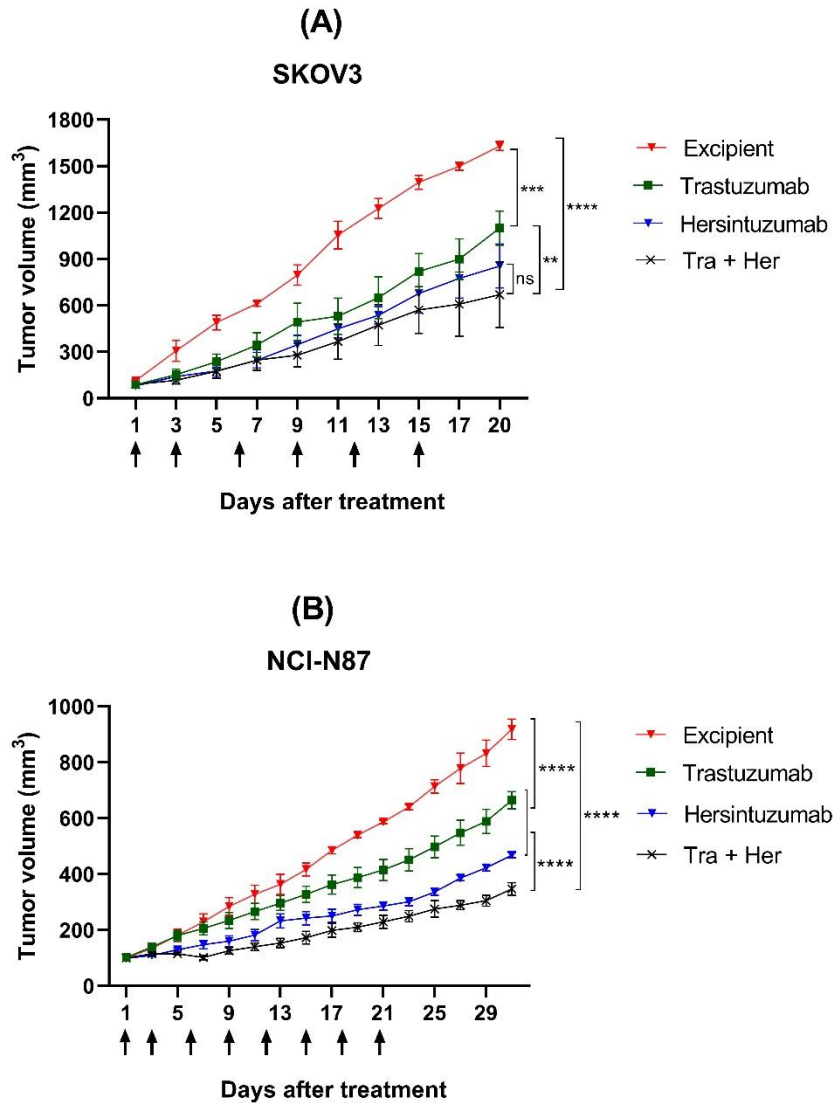 (A)
SKOV3
Tumor volume (mm³)
1800
1500
1200
900
600
300
0
1 3 5 7 9 11 13 15 17 20
Days after treatment
*** **** ** ns
Excipient
Trastuzumab
Hersintuzumab
Tra + Her
(B)
NCI-N87
Tumor volume (mm³)
1000
800
600
400
200
0
1 5 9 13 17 21 25 29
Days after treatment
**** **** ****
Excipient
Trastuzumab
Hersintuzumab
Tra + Her